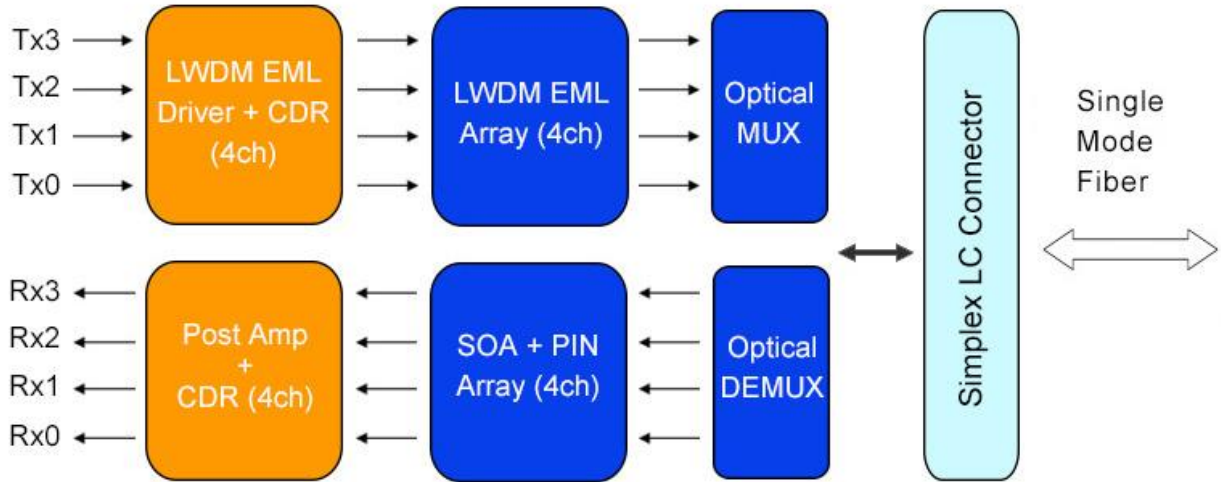 Tx3
Tx2
Tx1
Tx0
LWDM EML
Driver + CDR
(4ch)
LWDM EML
Array (4ch)
Optical
MUX
Rx3
Rx2
Rx1
Rx0
Post Amp
+
CDR (4ch)
SOA + PIN
Array (4ch)
Optical
DEMUX
Simplex LC Connector
Single
Mode
Fiber